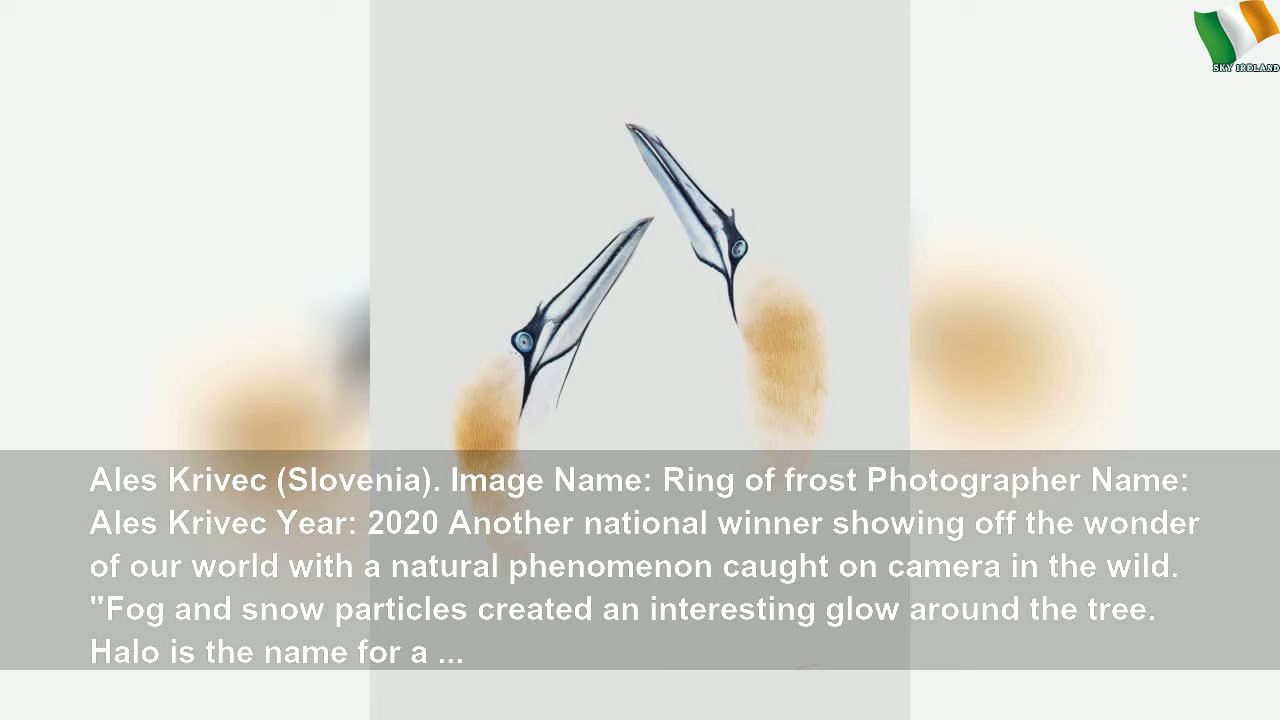 SKY IRELAND
Ales Krivec (Slovenia). Image Name: Ring of frost Photographer Name:
Ales Krivec Year: 2020 Another national winner showing off the wonder
of our world with a natural phenomenon caught on camera in the wild.
"Fog and snow particles created an interesting glow around the tree.
Halo is the name for a ...